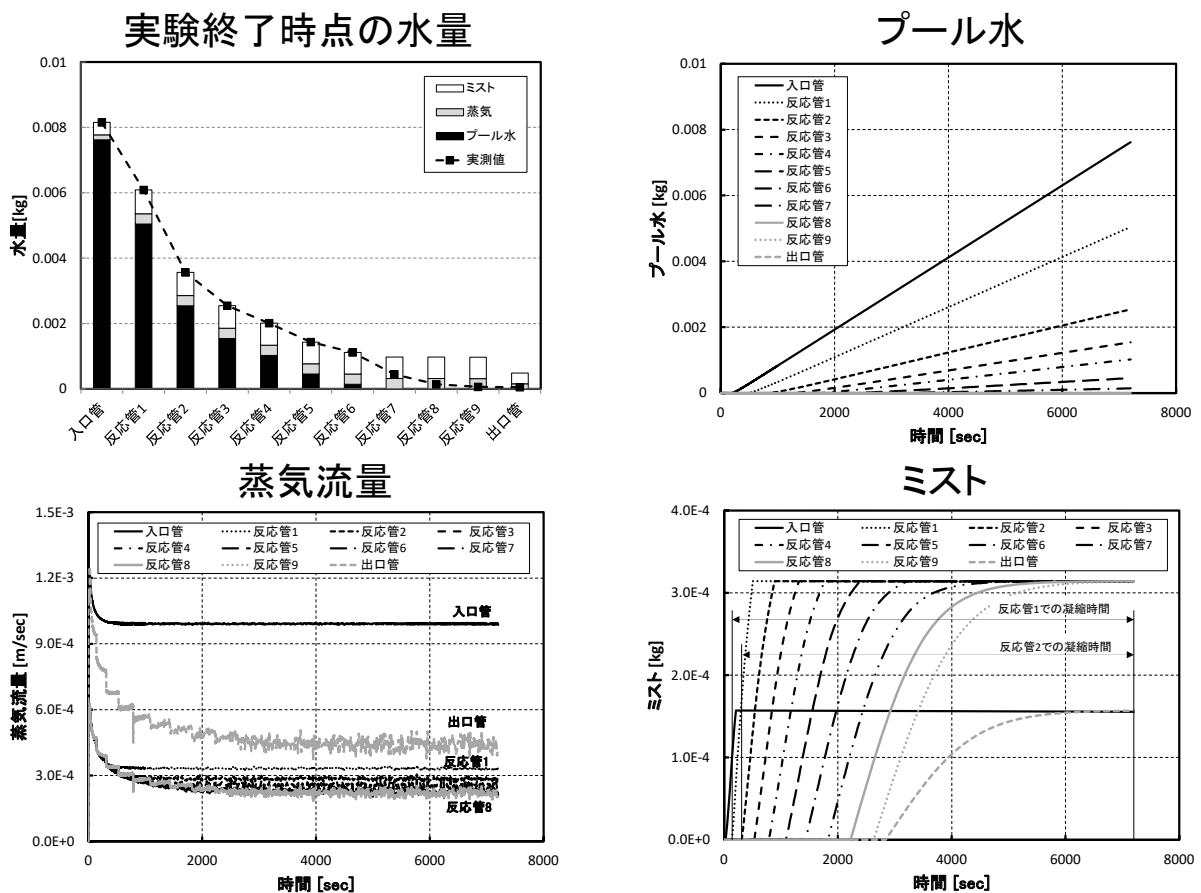 実験終了時点の水量
0.01
0.008
0.006
0.004
0.002
0
水量[kg]
ミスト
蒸気
プール水
実測値
入口管
反応管1
反応管2
反応管3
反応管4
反応管5
反応管6
反応管7
反応管8
反応管9
出口管
プール水
0.01
0.008
0.006
0.004
0.002
0
プール水 [kg]
入口管
反応管1
反応管2
反応管3
反応管4
反応管5
反応管6
反応管7
反応管8
反応管9
出口管
0 2000 4000 6000 8000
時間 [sec]
蒸気流量
1.5E-3
1.2E-3
9.0E-4
6.0E-4
3.0E-4
0.0E+0
蒸気流量 [m/sec]
入口管 反応管1 反応管2 反応管3
反応管4 反応管5 反応管6 反応管7
反応管8 反応管9 出口管
入口管
出口管
反応管1
反応管8
0 2000 4000 6000 8000
時間 [sec]
ミスト
4.0E-4
3.0E-4
2.0E-4
1.0E-4
0.0E+0
ミスト [kg]
入口管 反応管1 反応管2 反応管3
反応管4 反応管5 反応管6 反応管7
反応管8 反応管9 出口管
反応管1での凝縮時間
反応管2での凝縮時間
0 2000 4000 6000 8000
時間 [sec]